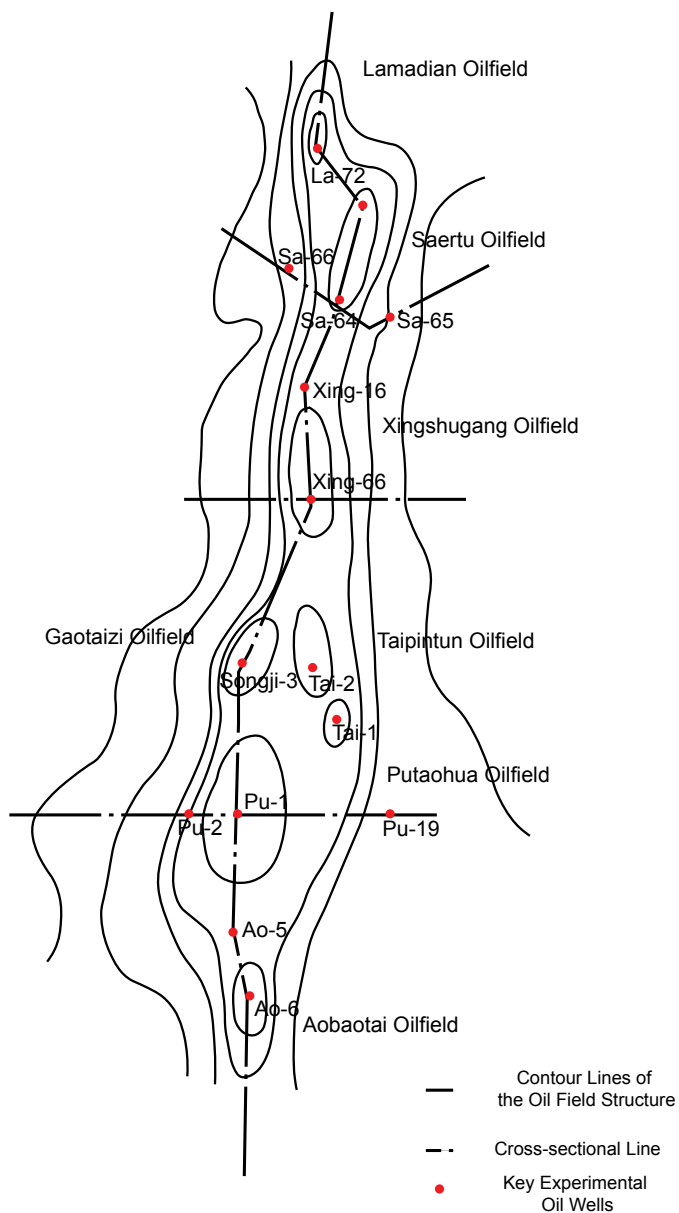 Lamadian Oilfield
La-72
Saertu Oilfield
Sa-66
Sa-64
Sa-65
Xing-16
Xingshugang Oilfield
Xing-66
Gaotaizi Oilfield
Taipintun Oilfield
Songji-3
Tai-2
Tai-1
Putaohua Oilfield
Pu-1
Pu-2
Pu-19
Ao-5
Ao-6
Aobaotai Oilfield
Contour Lines of
the Oil Field Structure
Cross-sectional Line
Key Experimental
Oil Wells